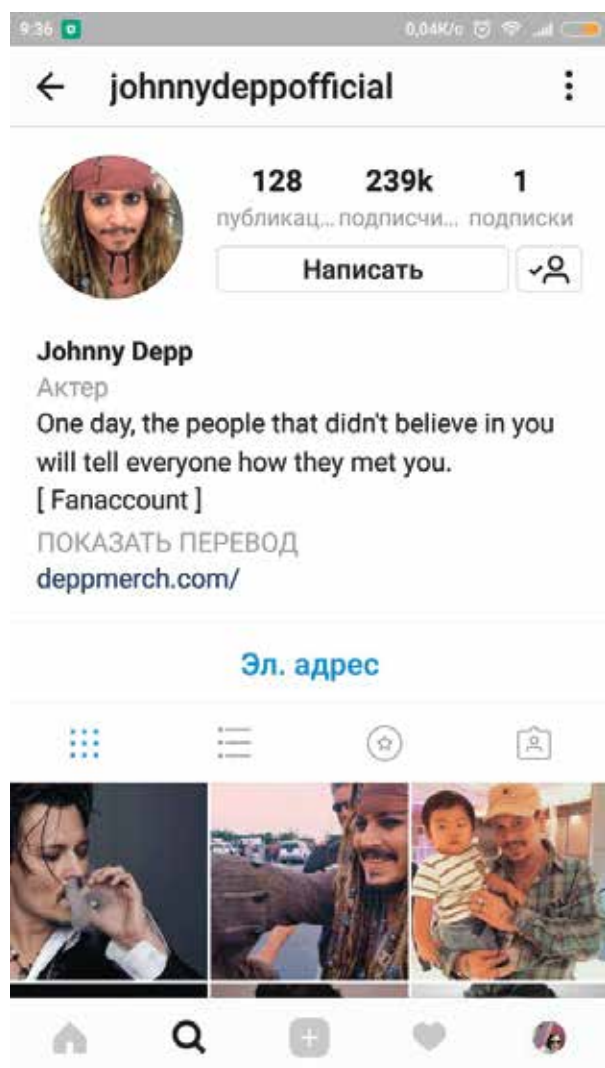 9:36 0,04K/c
johnnydeppofficial
128 239k 1
публикац... подписчи... подписки
Написать
Johnny Depp
Актер
One day, the people that didn't believe in you
will tell everyone how they met you.
[ Fanaccount ]
ПОКАЗАТЬ ПЕРЕВОД
deppmerch.com/
Эл. адрес